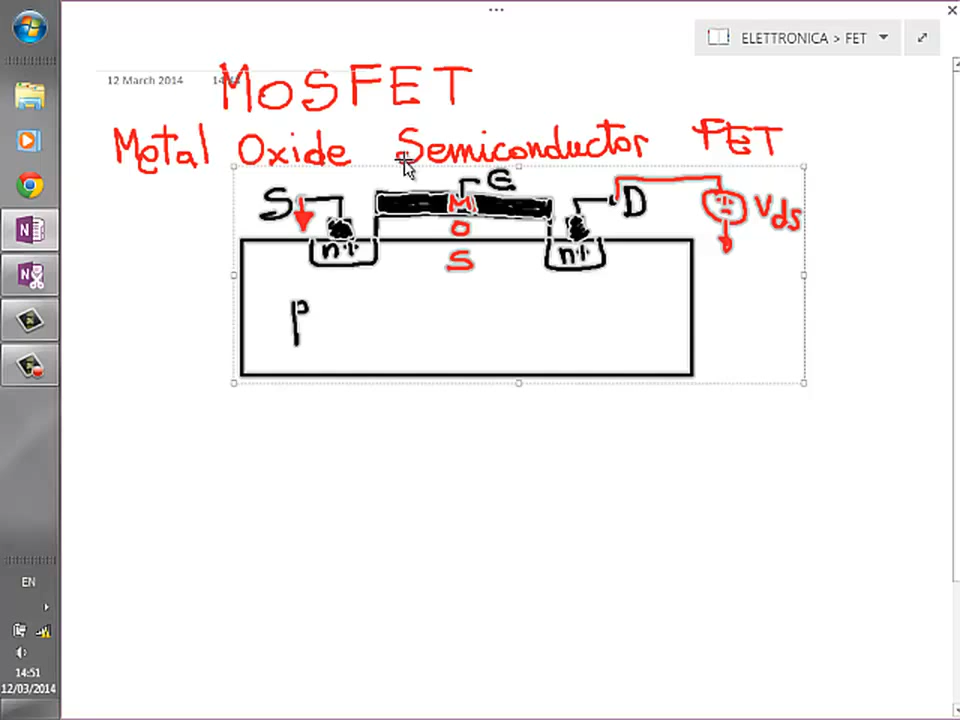 ELETTRONICA > FET
12 March 2014
MOSFET
Metal Oxide Semiconductor FET
S
G
D
Vds
M
O
S
n+
n+
P
EN
14:51
12/03/2014